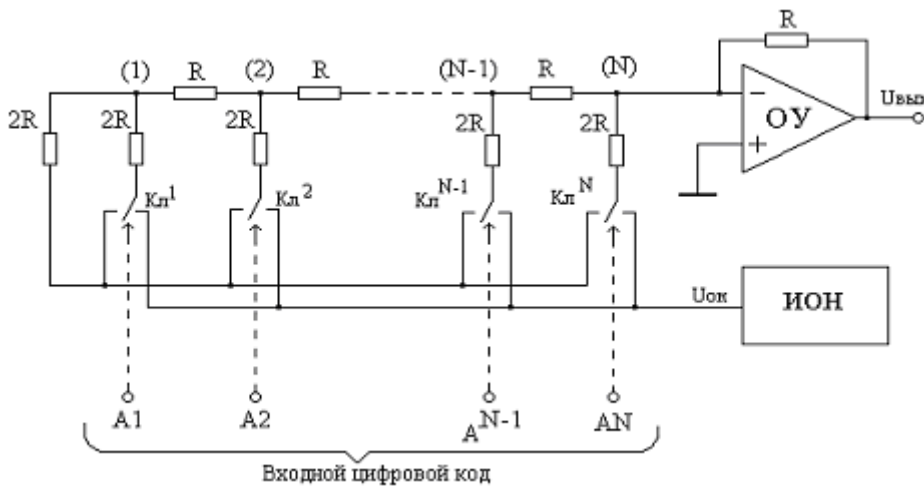 R
(1) R (2) R (N-1) R (N)
2R 2R 2R 2R 2R
ОУ
Uвых
Кл1 Кл2 КлN-1 КлN
Uон ИОН
A1 A2 AN-1 AN
Входной цифровой код